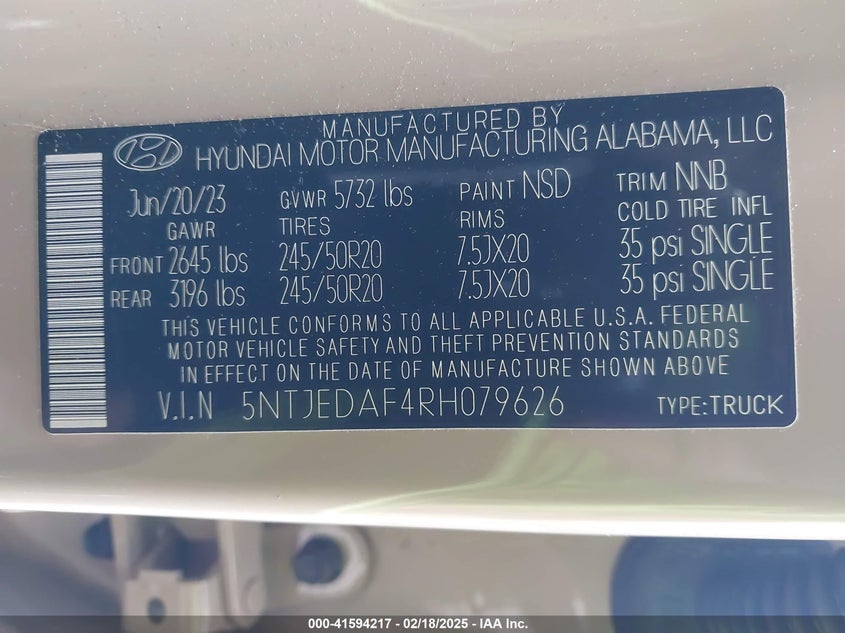 MANUFACTURED BY
HYUNDAI MOTOR MANUFACTURING ALABAMA, LLC
Jun/20/23 GVWR 5732 lbs PAINT NSD TRIM NNB
GAWR TIRES RIMS COLD TIRE INFL
FRONT 2645 lbs 245/50R20 7.5JX20 35 psi SINGLE
REAR 3196 lbs 245/50R20 7.5JX20 35 psi SINGLE
THIS VEHICLE CONFORMS TO ALL APPLICABLE U.S.A. FEDERAL
MOTOR VEHICLE SAFETY AND THEFT PREVENTION STANDARDS
IN EFFECT ON THE DATE OF MANUFACTURE SHOWN ABOVE
V.I.N 5NTJEDAF4RH079626 TYPE:TRUCK
000-41594217 - 02/18/2025 - IAA Inc.